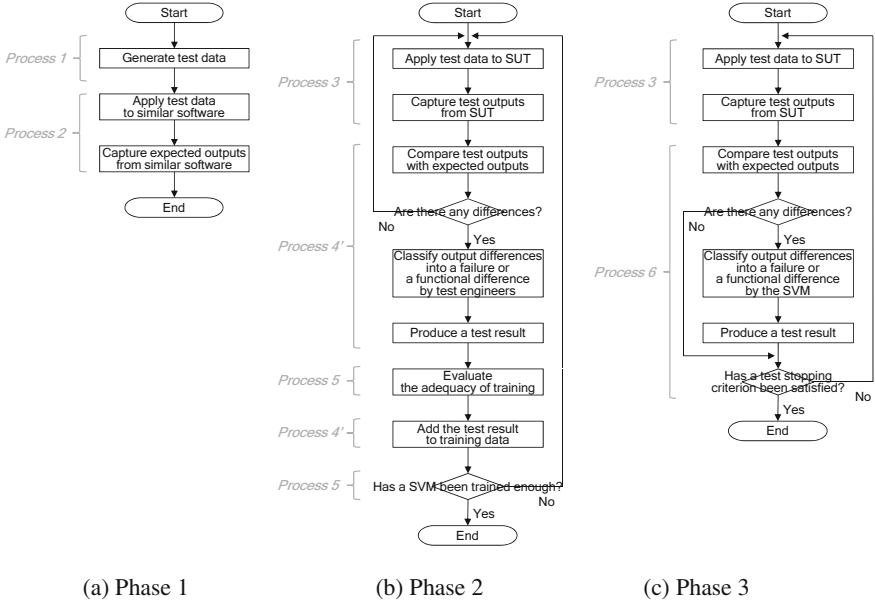 Start
Process 1
Generate test data
Process 2
Apply test data
to similar software
Capture expected outputs
from similar software
End
(a) Phase 1
Start
Process 3
Apply test data to SUT
Capture test outputs
from SUT
Process 4'
Compare test outputs
with expected outputs
Are there any differences?
No
Yes
Classify output differences
into a failure or
a functional difference
by test engineers
Produce a test result
Process 5
Evaluate
the adequacy of training
Process 4'
Add the test result
to training data
Process 5
Has a SVM been trained enough?
No
Yes
End
(b) Phase 2
Start
Process 3
Apply test data to SUT
Capture test outputs
from SUT
Process 6
Compare test outputs
with expected outputs
Are there any differences?
No
Yes
Classify output differences
into a failure or
a functional difference
by the SVM
Produce a test result
Has a test stopping
criterion been satisfied?
No
Yes
End
(c) Phase 3